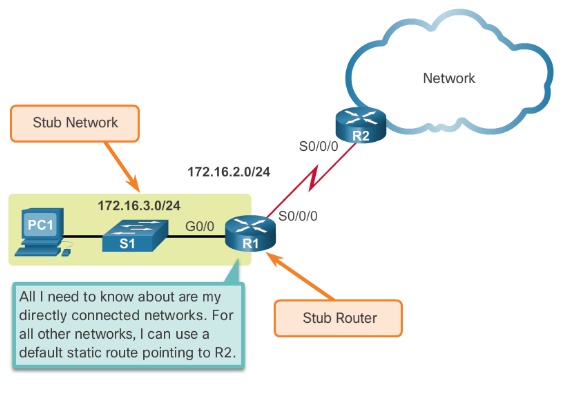 Network
Stub Network
R2
S0/0/0
172.16.2.0/24
172.16.3.0/24
PC1
S1
G0/0
R1
S0/0/0
All I need to know about are my
directly connected networks. For
all other networks, I can use a
default static route pointing to R2.
Stub Router